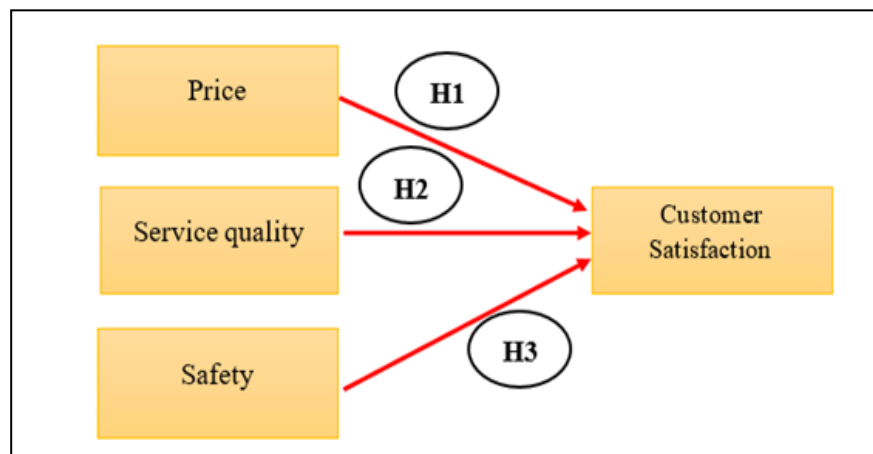 Price
H1
H2
Service quality
Customer
Satisfaction
H3
Safety